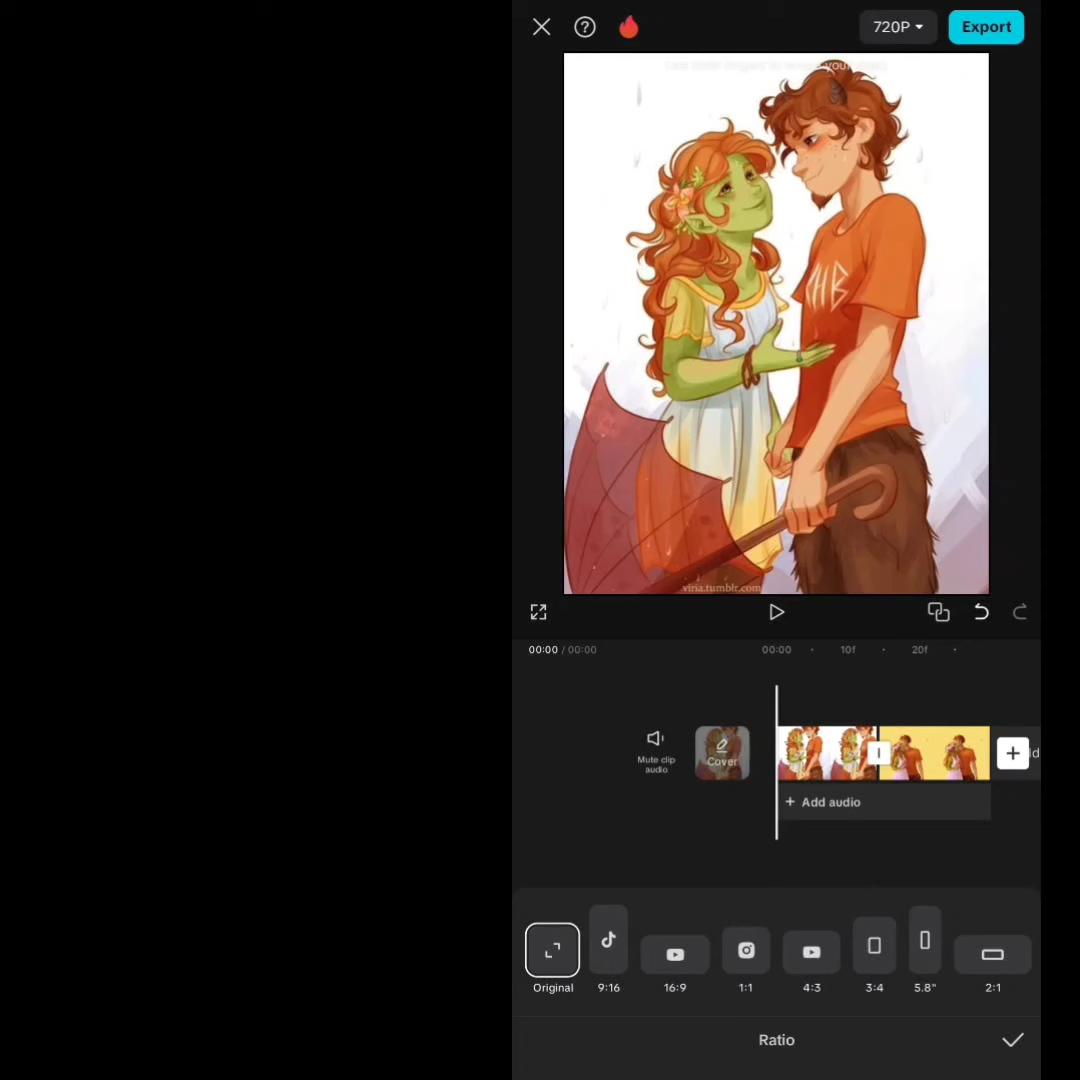 720P
Export
CHB
viria.tumblr.com
00:00 / 00:00
00:00
10f
20f
Mute clip
audio
Cover
+ Add audio
Original
9:16
16:9
1:1
4:3
3:4
5.8"
2:1
Ratio